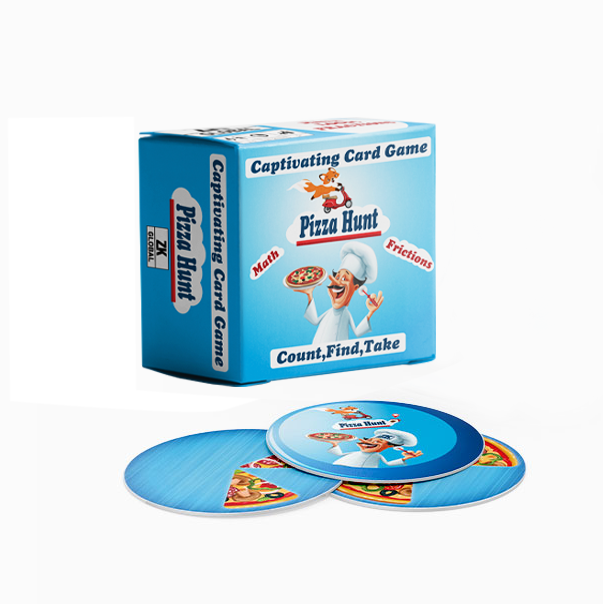 Captivating Card Game
Pizza Hunt
Math
Frictions
Count,Find,Take
Captivating Card Game
Pizza Hunt
ZK
GLOBAL
Pizza Hunt